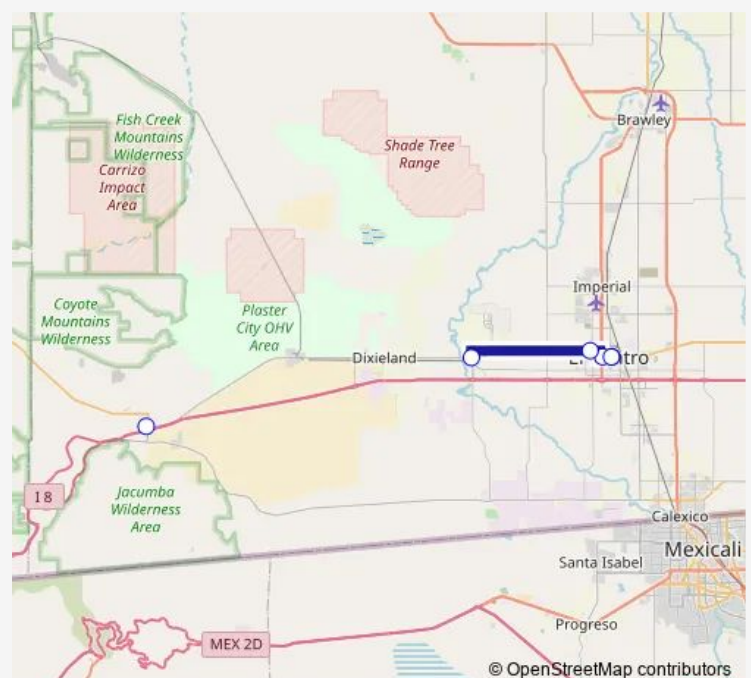 Brawley
Fish Creek
Mountains
Wilderness
Carrizo
Impact
Area
Shade Tree
Range
Imperial
Coyote
Mountains
Wilderness
Plaster
City OHV
Area
Dixieland
I 8
Jacumba
Wilderness
Area
Calexico
Mexicali
Santa Isabel
Progreso
MEX 2D
© OpenStreetMap contributors